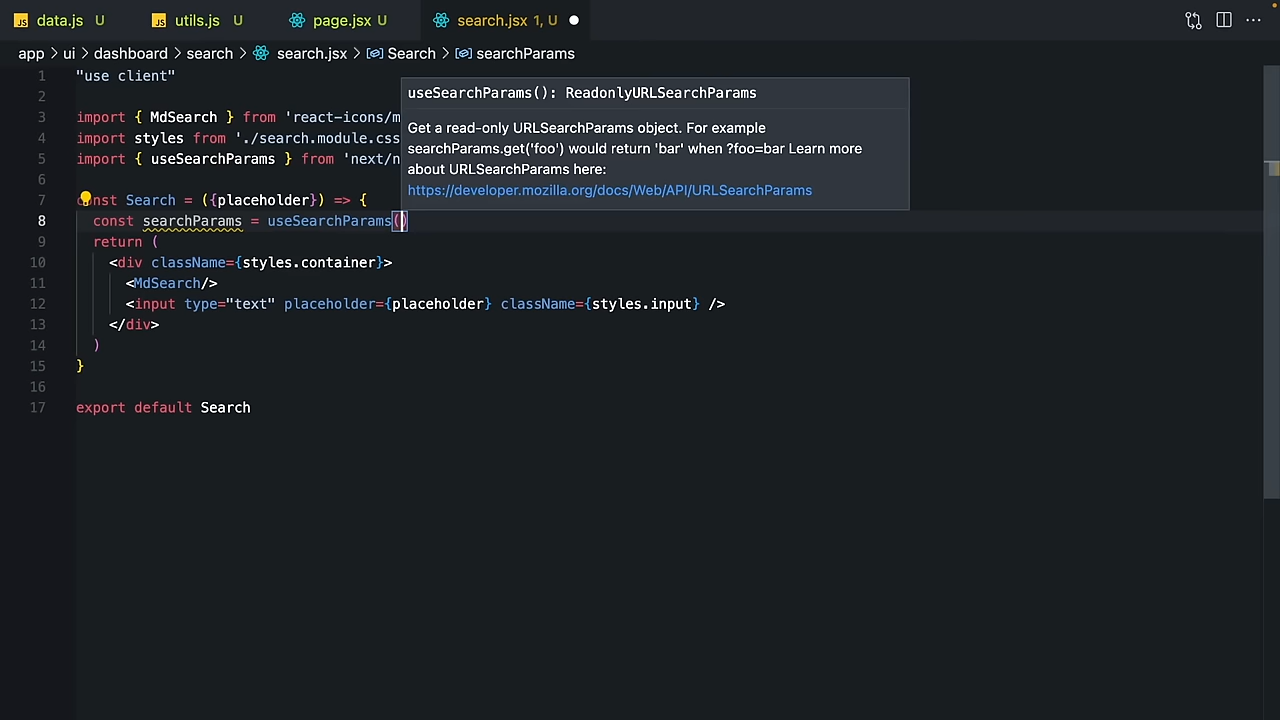 data.js U
utils.js U
page.jsx U
search.jsx 1, U
app > ui > dashboard > search > search.jsx > Search > searchParams
1 "use client"
2
3 import { MdSearch } from 'react-icons/m
4 import styles from './search.module.css
5 import { useSearchParams } from 'next/n
6
7 const Search = ({placeholder}) => {
8 const searchParams = useSearchParams()
9 return (
10 <div className={styles.container}>
11 <MdSearch/>
12 <input type="text" placeholder={placeholder} className={styles.input} />
13 </div>
14 )
15 }
16
17 export default Search
useSearchParams(): ReadonlyURLSearchParams
Get a read-only URLSearchParams object. For example
searchParams.get('foo') would return 'bar' when ?foo=bar Learn more
about URLSearchParams here:
https://developer.mozilla.org/docs/Web/API/URLSearchParams